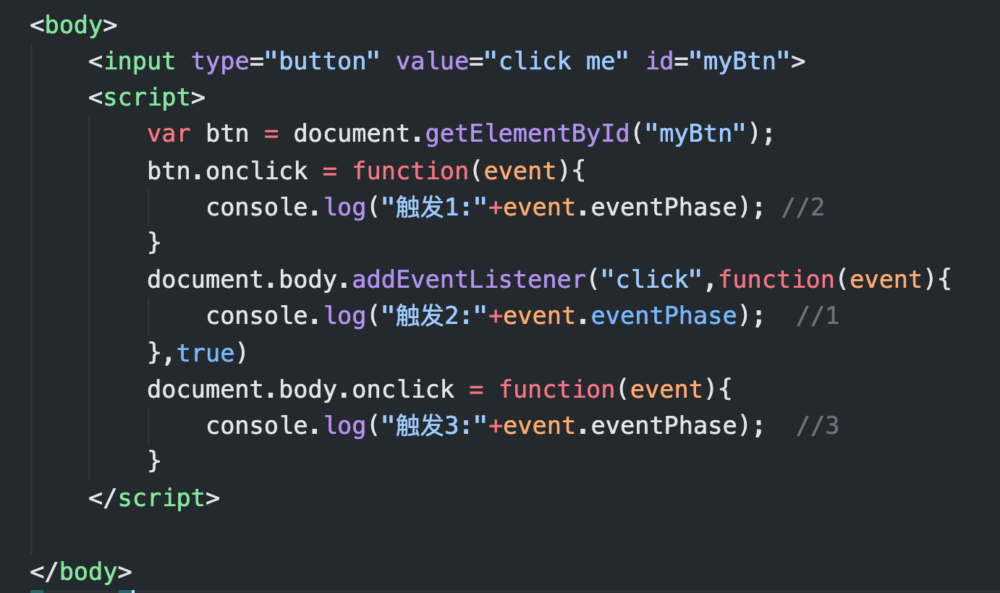 <body>
<input type="button" value="click me" id="myBtn">
<script>
var btn = document.getElementById("myBtn");
btn.onclick = function(event){
console.log("触发1:"+event.eventPhase); //2
}
document.body.addEventListener("click",function(event){
console.log("触发2:"+event.eventPhase);  //1
},true)
document.body.onclick = function(event){
console.log("触发3:"+event.eventPhase);  //3
}
</script>
</body>